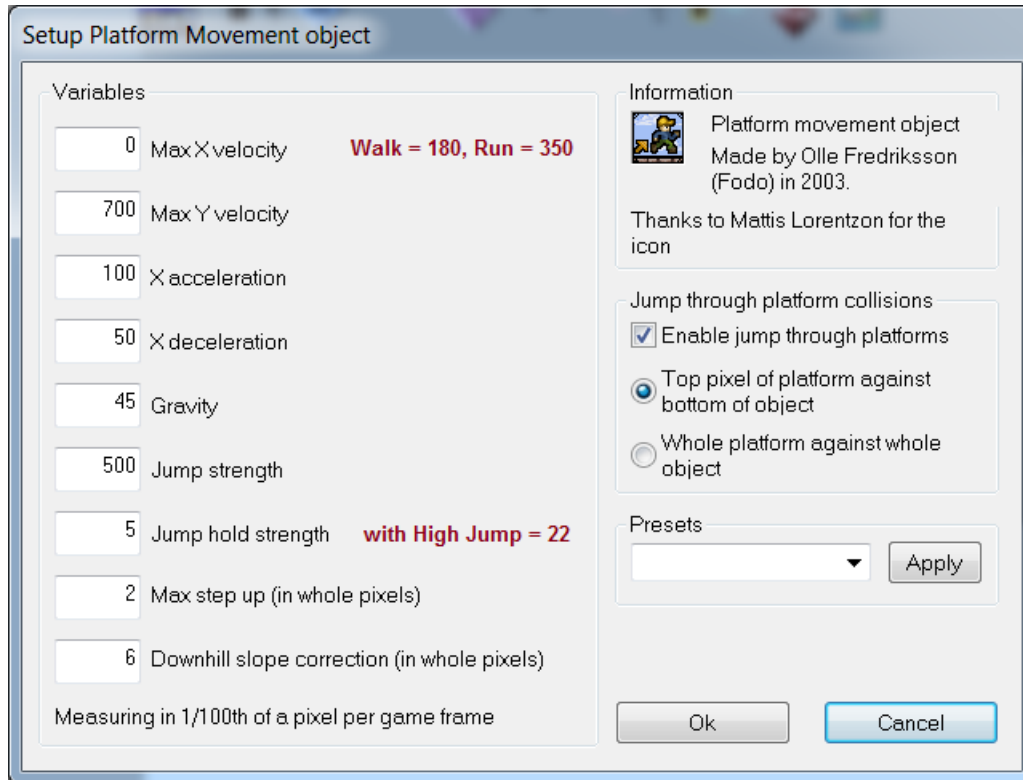 Setup Platform Movement object
Variables
0 Max X velocity Walk = 180, Run = 350
700 Max Y velocity
100 X acceleration
50 X deceleration
45 Gravity
500 Jump strength
5 Jump hold strength with High Jump = 22
2 Max step up (in whole pixels)
6 Downhill slope correction (in whole pixels)
Measuring in 1/100th of a pixel per game frame
Information
Platform movement object
Made by Olle Fredriksson
(Fodo) in 2003.
Thanks to Mattis Lorentzon for the
icon
Jump through platform collisions
Enable jump through platforms
Top pixel of platform against
bottom of object
Whole platform against whole
object
Presets
Apply
Ok
Cancel